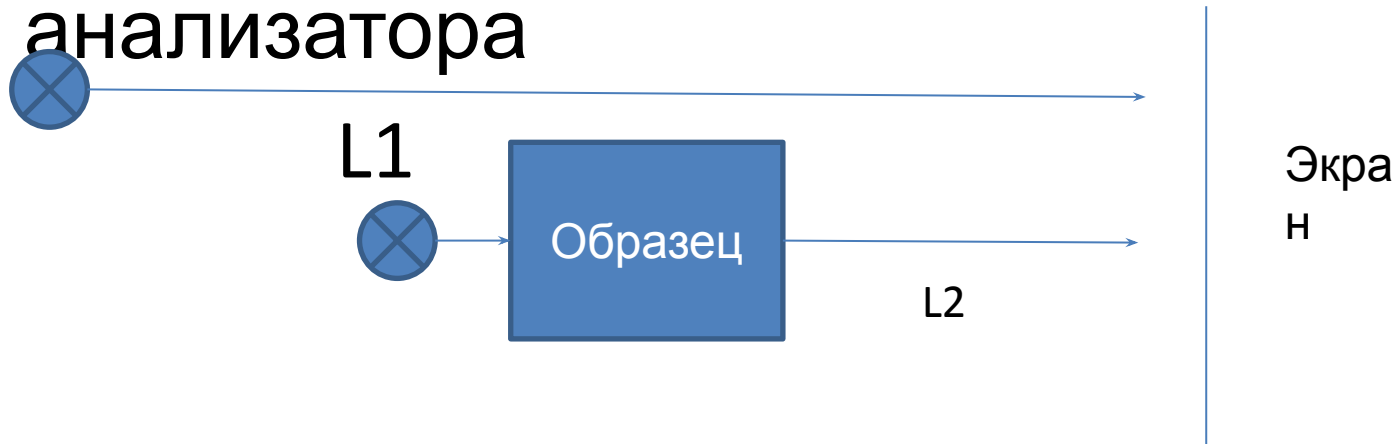 анализатора
L1
Экра
н
Образец
L2